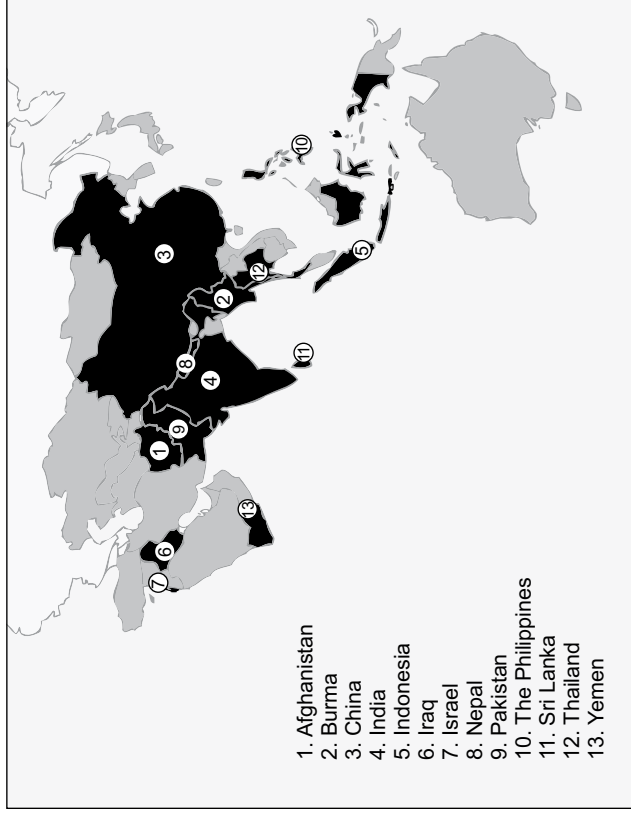 1. Afghanistan
2. Burma
3. China
4. India
5. Indonesia
6. Iraq
7. Israel
8. Nepal
9. Pakistan
10. The Philippines
11. Sri Lanka
12. Thailand
13. Yemen
7
6
13
1
9
4
8
11
2
12
3
5
10